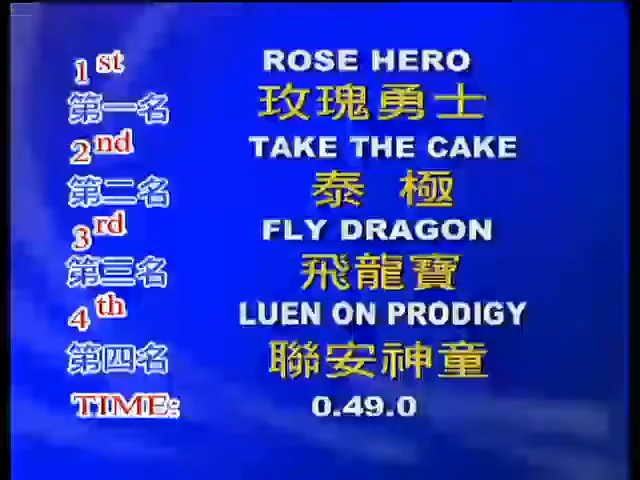 1st ROSE HERO
第一名 玫瑰勇士
2nd TAKE THE CAKE
第二名 泰極
3rd FLY DRAGON
第三名 飛龍寶
4th LUEN ON PRODIGY
第四名 聯安神童
TIME: 0.49.0